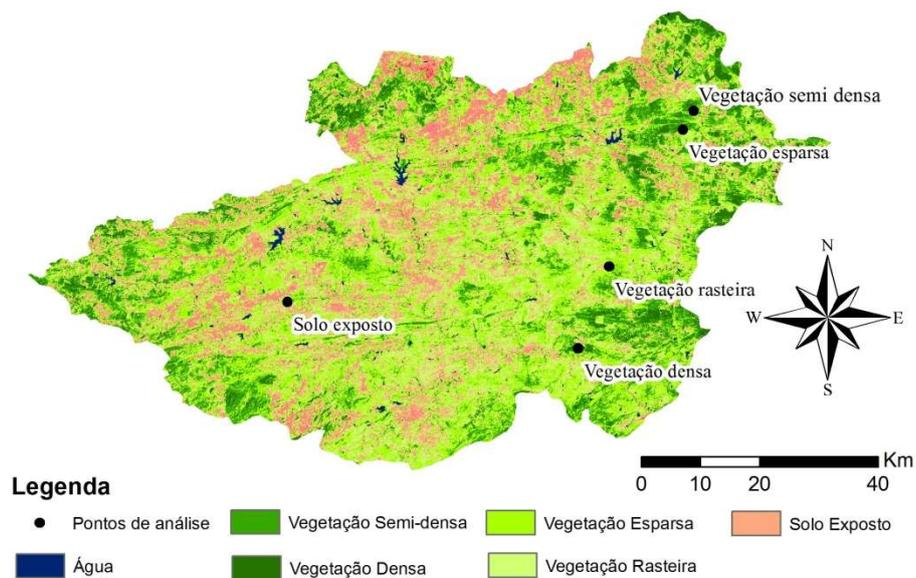 Vegetação semi densa
Vegetação esparsa
Vegetação rasteira
Solo exposto
Vegetação densa
N
W
E
S
Km
0 10 20 40
Legenda
Pontos de análise
Vegetação Semi-densa
Vegetação Esparsa
Solo Exposto
Água
Vegetação Densa
Vegetação Rasteira